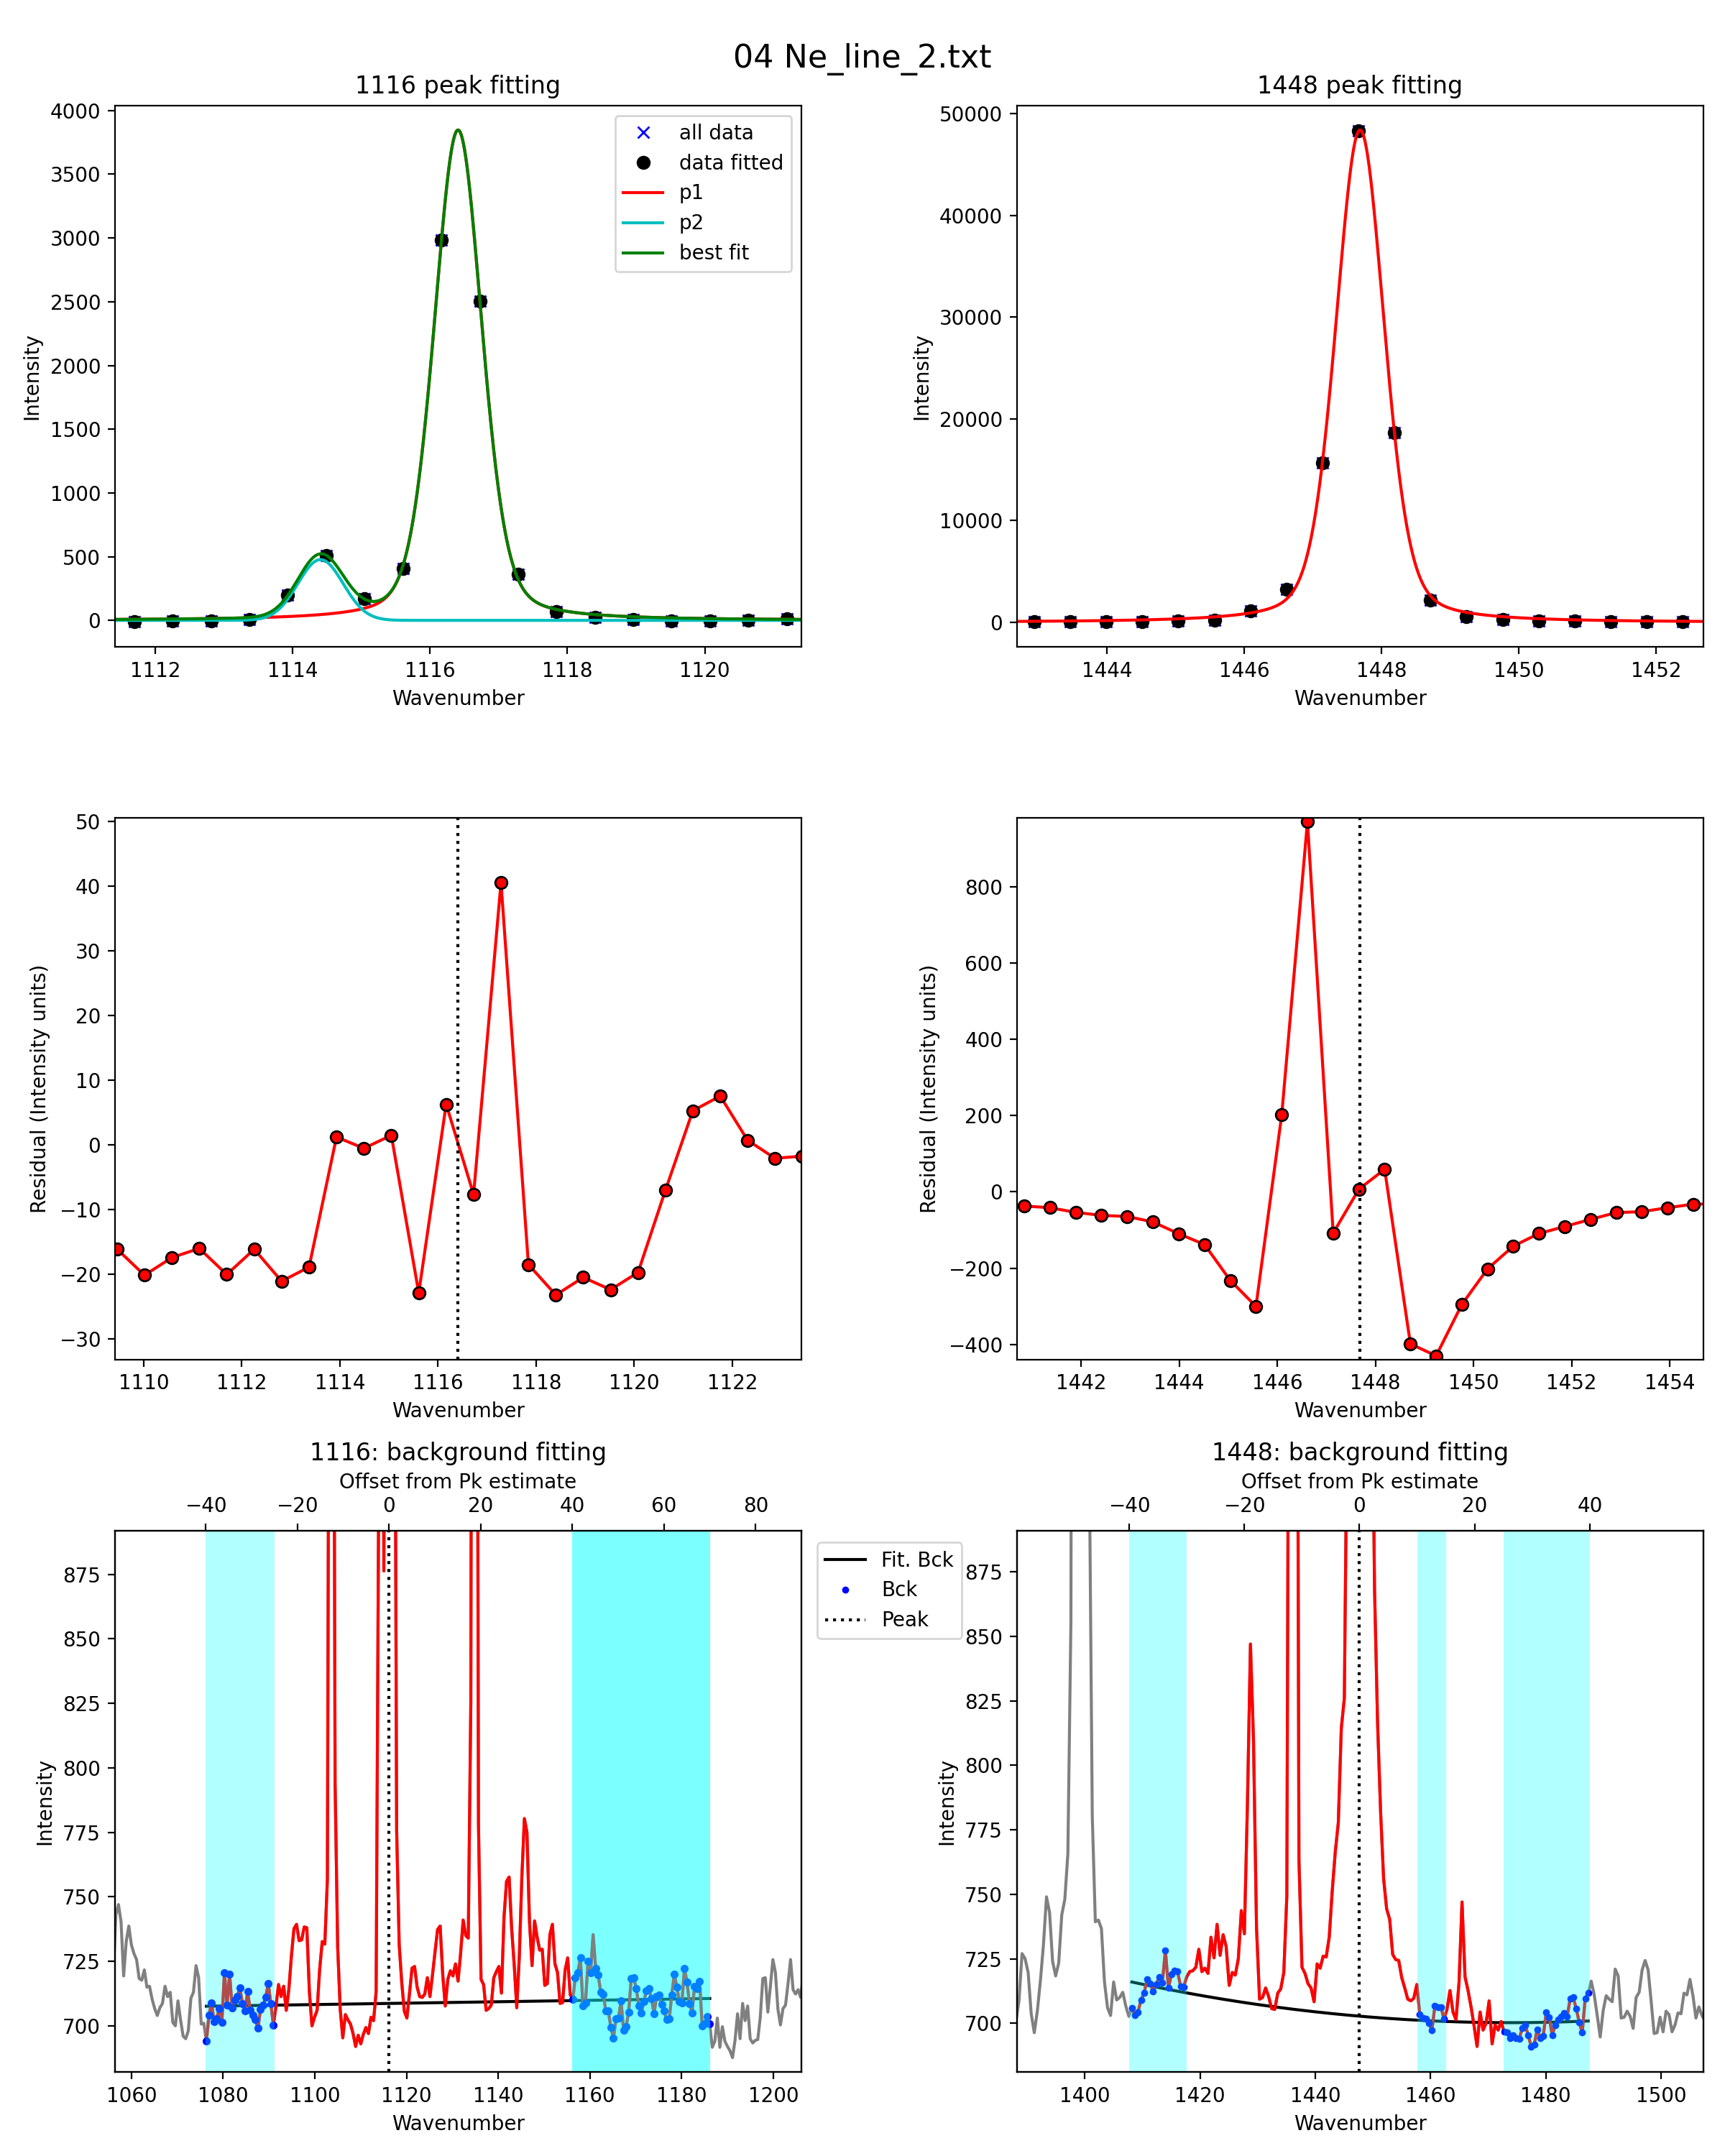 04 Ne_line_2.txt
1116 peak fitting
4000
3500
3000
2500
2000
1500
1000
500
0
Intensity
all data
data fitted
p1
p2
best fit
1112 1114 1116 1118 1120
Wavenumber
1448 peak fitting
50000
40000
30000
20000
10000
0
Intensity
1444 1446 1448 1450 1452
Wavenumber
50
40
30
20
10
0
−10
−20
−30
Residual (Intensity units)
1110 1112 1114 1116 1118 1120 1122
Wavenumber
800
600
400
200
0
−200
−400
Residual (Intensity units)
1442 1444 1446 1448 1450 1452 1454
Wavenumber
1116: background fitting
Offset from Pk estimate
−40 −20 0 20 40 60 80
875
850
825
800
775
750
725
700
Intensity
1060 1080 1100 1120 1140 1160 1180 1200
Wavenumber
Fit. Bck
Bck
Peak
1448: background fitting
Offset from Pk estimate
−40 −20 0 20 40
875
850
825
800
775
750
725
700
Intensity
1400 1420 1440 1460 1480 1500
Wavenumber